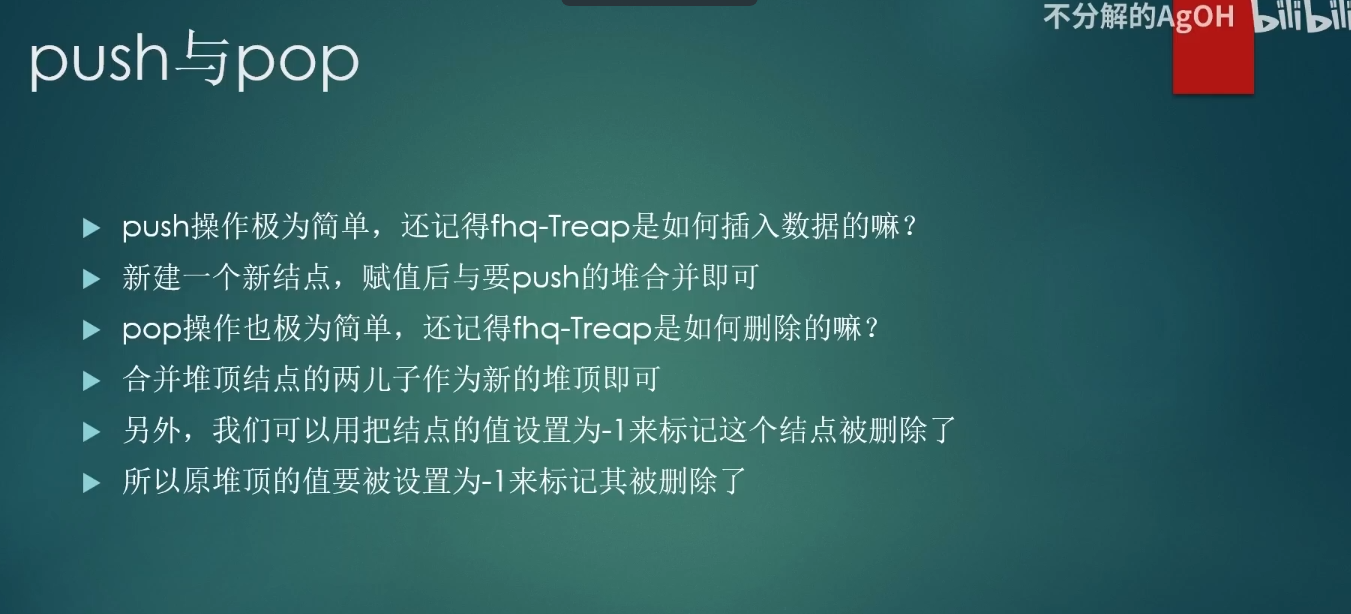 不分解的AgOH bilibili
push与pop
push操作极为简单，还记得fhq-Treap是如何插入数据的嘛？
新建一个新结点，赋值后与要push的堆合并即可
pop操作也极为简单，还记得fhq-Treap是如何删除的嘛？
合并堆顶结点的两儿子作为新的堆顶即可
另外，我们可以用把结点的值设置为-1来标记这个结点被删除了
所以原堆顶的值要被设置为-1来标记其被删除了